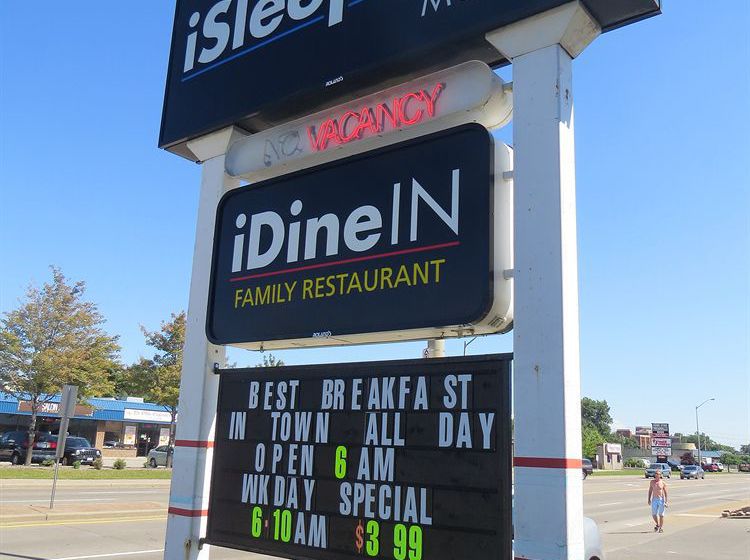 iSleep
NO VACANCY
iDineIN
FAMILY RESTAURANT
BEST BREAKFAST
IN TOWN ALL DAY
OPEN 6 AM
WKDAY SPECIAL
6-10AM $3 99
SALON